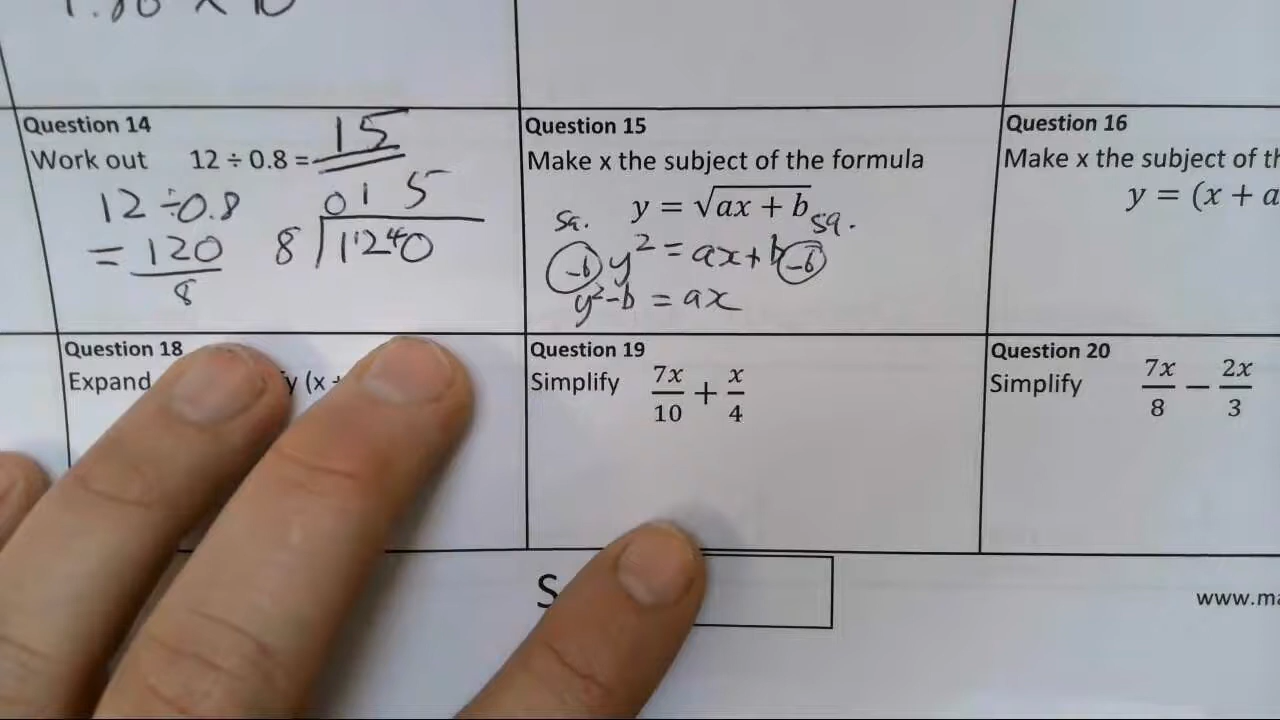 Question 14
Work out 12 ÷ 0.8 = 15
12 ÷ 0.8
= 120
8
0 1 5
8 1 ¹2 ⁴0
Question 15
Make x the subject of the formula
y = √ax + b
sq. sq.
-b y² = ax + b -b
y² - b = ax
Question 16
Make x the subject of th
y = (x + a
Question 18
Expand y (x +
Question 19
Simplify 7x/10 + x/4
Question 20
Simplify 7x/8 − 2x/3
S
www.ma